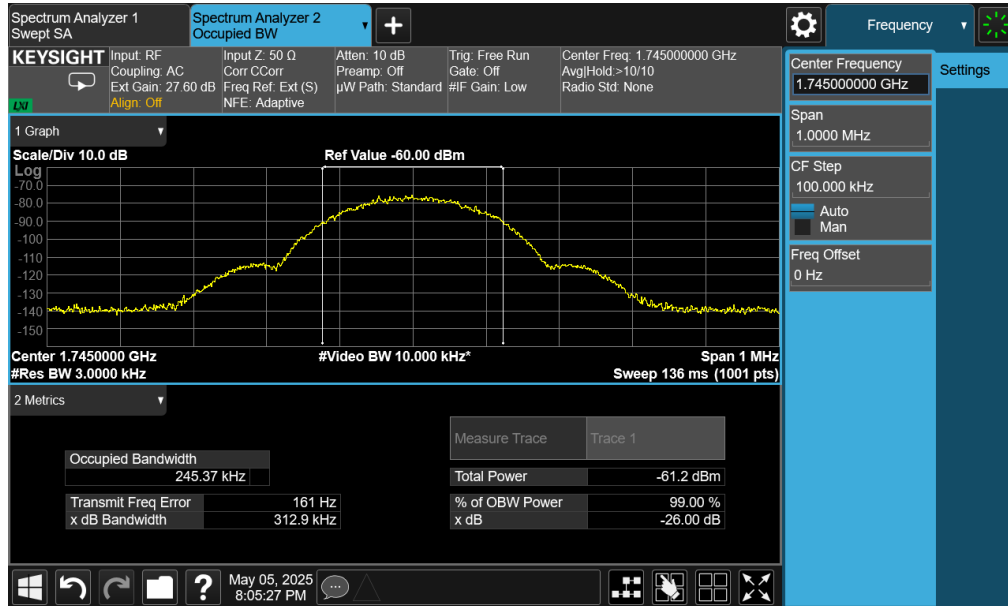 Spectrum Analyzer 1
Swept SA
Spectrum Analyzer 2
Occupied BW
Frequency
KEYSIGHT
LXI
Input: RF
Coupling: AC
Ext Gain: 27.60 dB
Align: Off
Input Z: 50 Ω
Corr CCorr
Freq Ref: Ext (S)
NFE: Adaptive
Atten: 10 dB
Preamp: Off
µW Path: Standard
Trig: Free Run
Gate: Off
#IF Gain: Low
Center Freq: 1.745000000 GHz
Avg|Hold:>10/10
Radio Std: None
Center Frequency
1.745000000 GHz
Settings
Span
1.0000 MHz
CF Step
100.000 kHz
Auto
Man
Freq Offset
0 Hz
1 Graph
Scale/Div 10.0 dB
Ref Value -60.00 dBm
Log
-70.0
-80.0
-90.0
-100
-110
-120
-130
-140
-150
Center 1.7450000 GHz
#Video BW 10.000 kHz*
Span 1 MHz
#Res BW 3.0000 kHz
Sweep 136 ms (1001 pts)
2 Metrics
Measure Trace
Trace 1
Occupied Bandwidth
245.37 kHz
Total Power
-61.2 dBm
Transmit Freq Error
161 Hz
% of OBW Power
99.00 %
x dB Bandwidth
312.9 kHz
x dB
-26.00 dB
?
May 05, 2025
8:05:27 PM